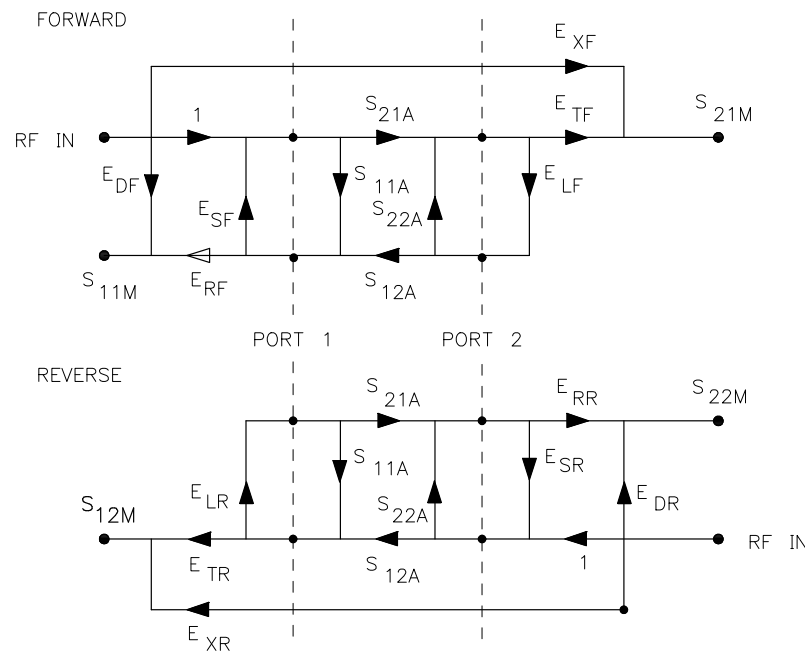 FORWARD
E XF
1
S 21A
E TF
S 21M
RF IN
E DF
E SF
S 11A
S 22A
E LF
S 11M
E RF
S 12A
PORT 1
PORT 2
REVERSE
S 21A
E RR
S 22M
S 11A
E SR
E LR
S 22A
E DR
S 12M
E TR
S 12A
1
RF IN
E XR